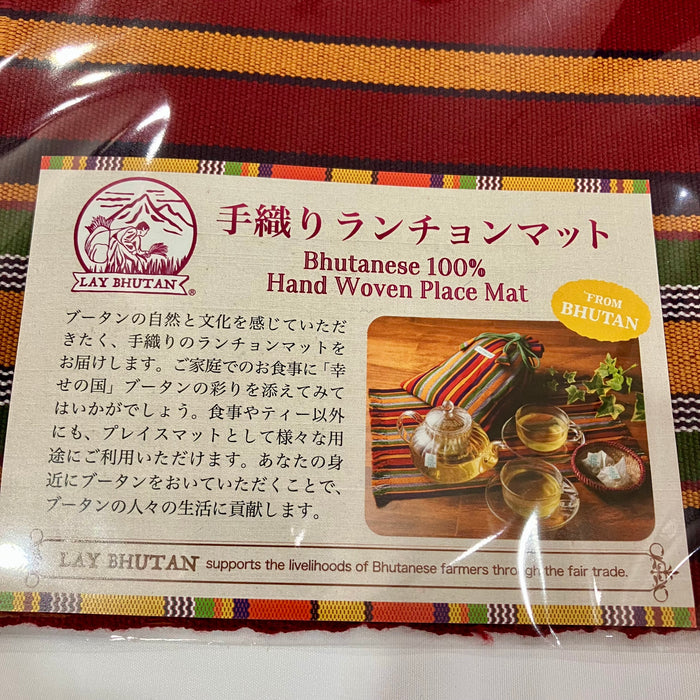 LAY BHUTAN®
手織りランチョンマット
Bhutanese 100%
Hand Woven Place Mat
FROM
BHUTAN
ブータンの自然と文化を感じていただ
きたく、手織りのランチョンマットを
お届けします。ご家庭でのお食事に「幸
せの国」ブータンの彩りを添えてみて
はいかがでしょう。食事やティー以外
にも、プレイスマットとして様々な用
途にご利用いただけます。あなたの身
近にブータンをおいていただくことで、
ブータンの人々の生活に貢献します。
LAY BHUTAN supports the livelihoods of Bhutanese farmers through the fair trade.